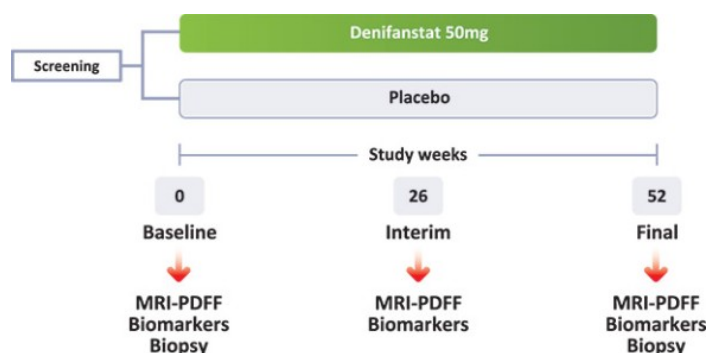 Denifanstat 50mg
Screening
Placebo
Study weeks
0 26 52
Baseline Interim Final
MRI-PDFF MRI-PDFF MRI-PDFF
Biomarkers Biomarkers Biomarkers
Biopsy Biopsy